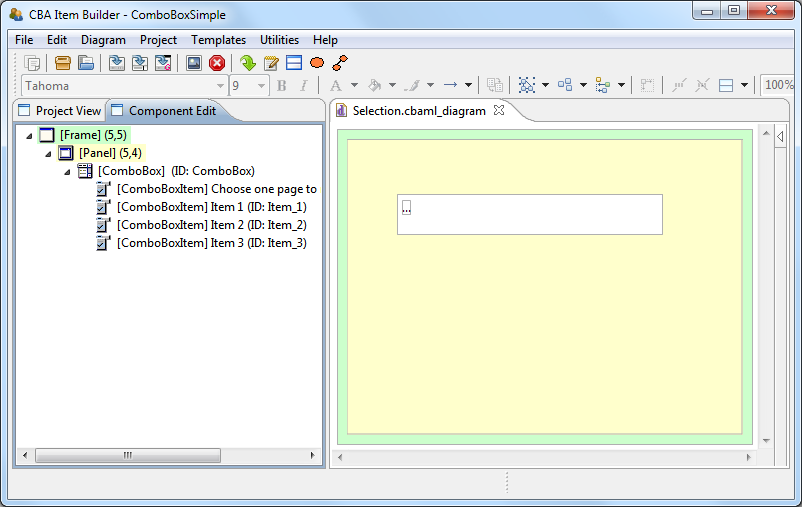 CBA Item Builder - ComboBoxSimple
File Edit Diagram Project Templates Utilities Help
Tahoma 9 B I A 100%
Project View Component Edit Selection.cbaml_diagram
[Frame] (5,5)
[Panel] (5,4)
[ComboBox] (ID: ComboBox)
[ComboBoxItem] Choose one page to
[ComboBoxItem] Item 1 (ID: Item_1)
[ComboBoxItem] Item 2 (ID: Item_2)
[ComboBoxItem] Item 3 (ID: Item_3)
...